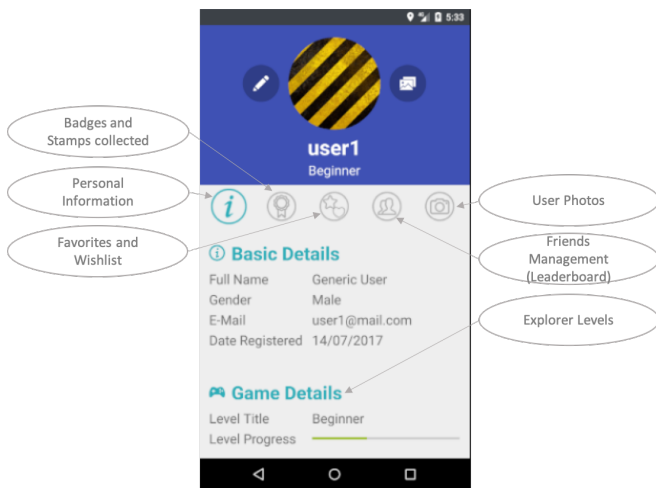 5:33
user1
Beginner
Badges and
Stamps collected
Personal
Information
Favorites and
Wishlist
User Photos
Friends
Management
(Leaderboard)
Explorer Levels
Basic Details
Full Name Generic User
Gender Male
E-Mail user1@mail.com
Date Registered 14/07/2017
Game Details
Level Title Beginner
Level Progress